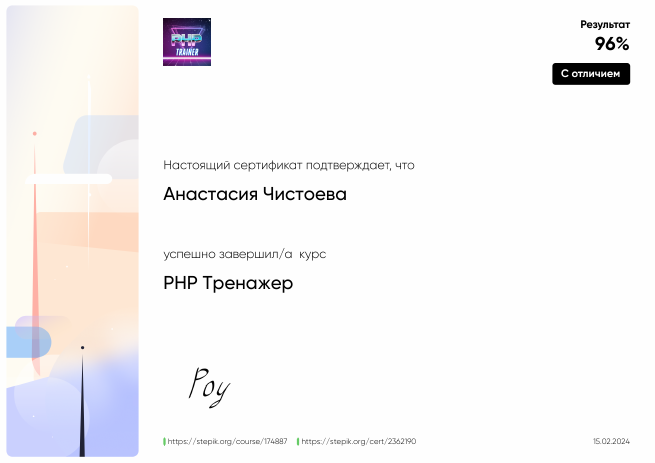 PHP
TRAINER
Результат
96%
С отличием
Настоящий сертификат подтверждает, что
Анастасия Чистоева
успешно завершил/а курс
PHP Тренажер
Роу
https://stepik.org/course/174887 https://stepik.org/cert/2362190 15.02.2024